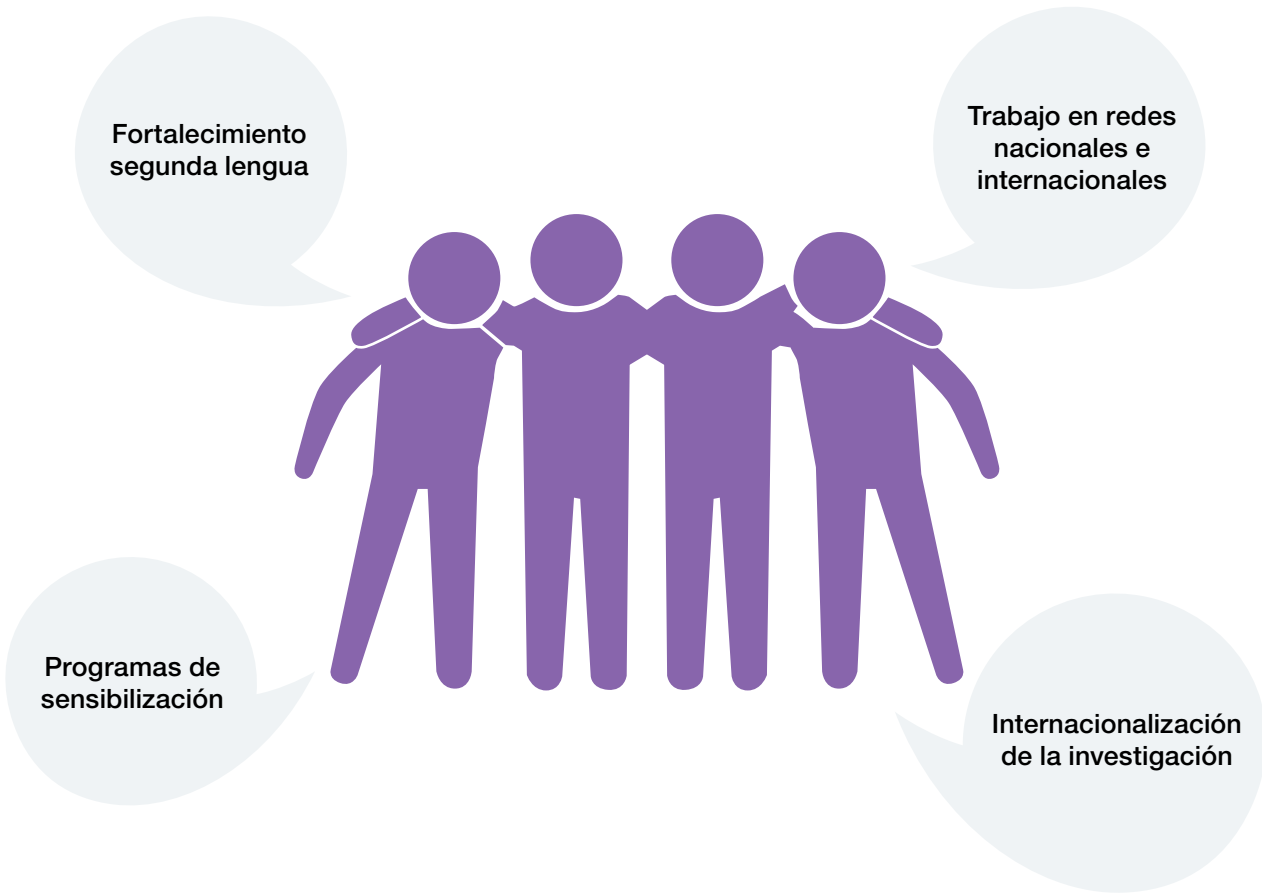 Fortalecimiento
segunda lengua
Trabajo en redes
nacionales e
internacionales
Programas de
sensibilización
Internacionalización
de la investigación